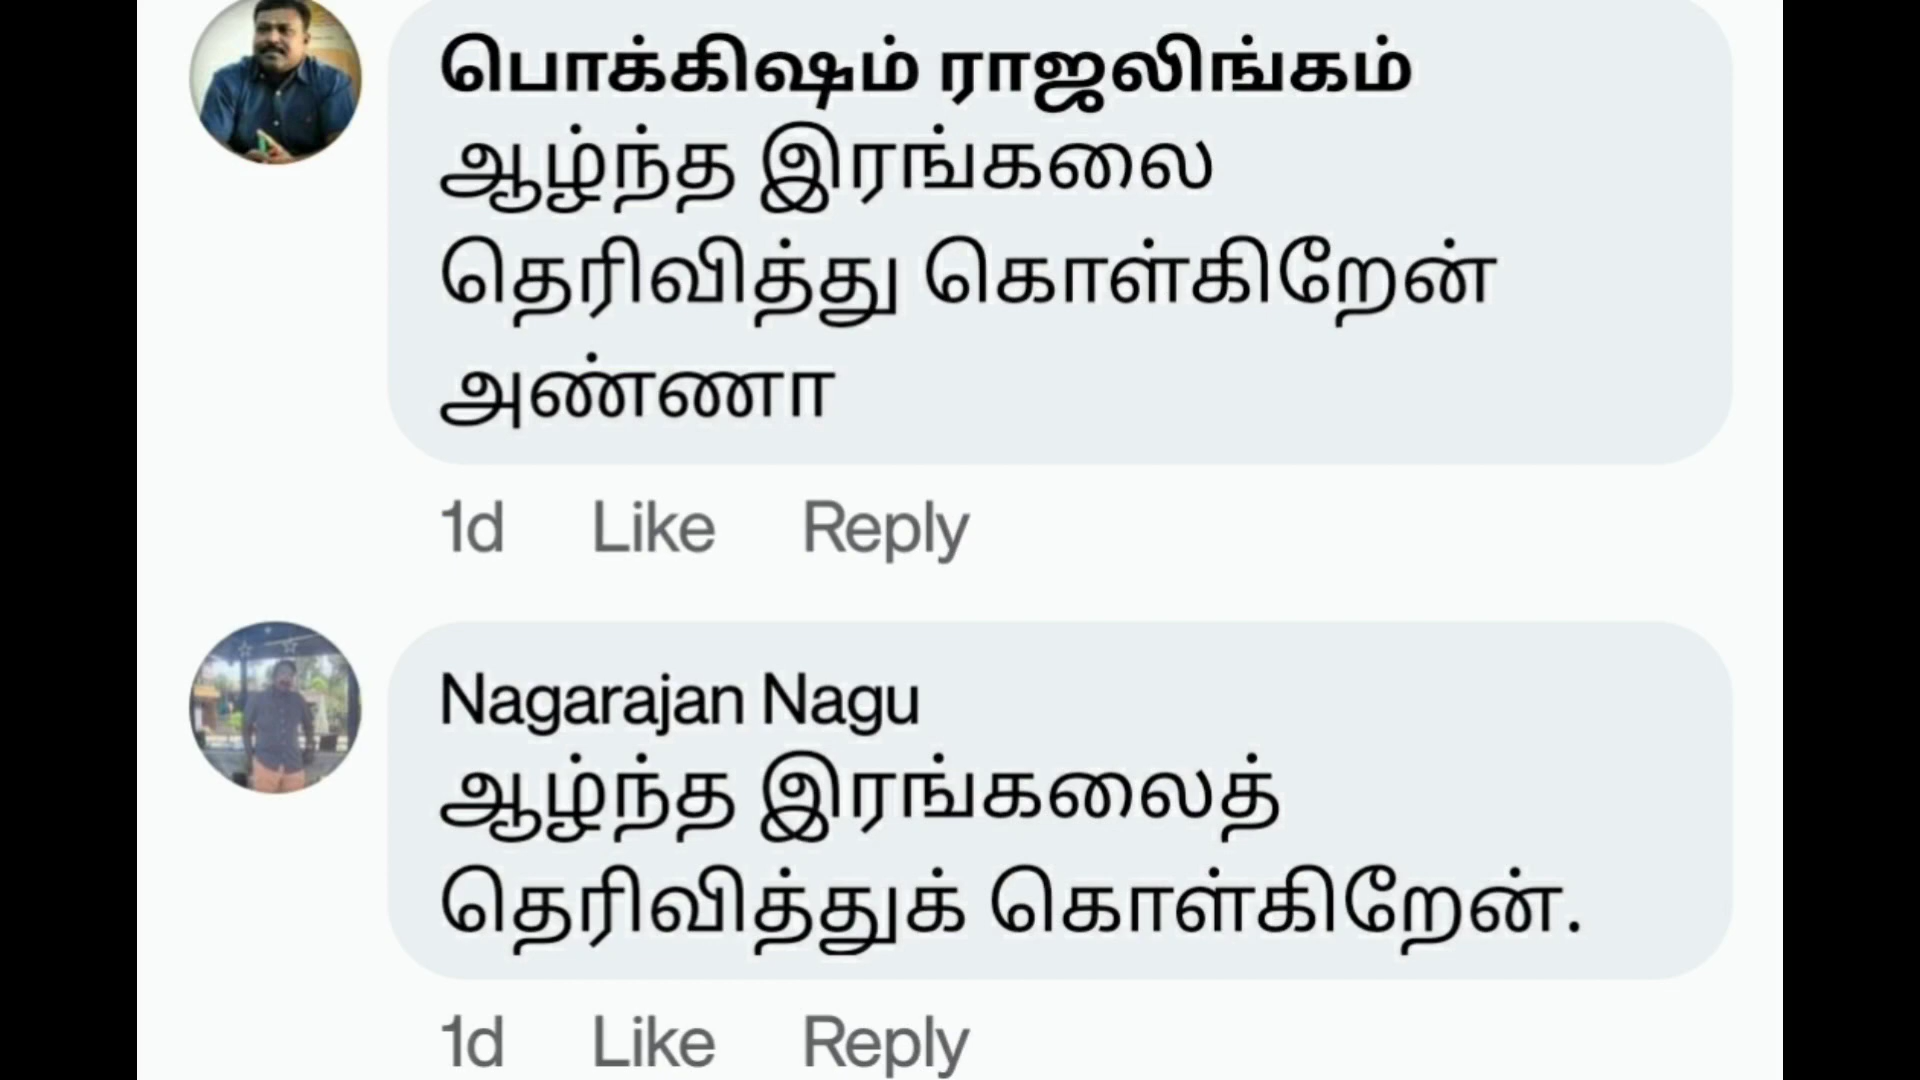 பொக்கிஷம் ராஜலிங்கம்
ஆழ்ந்த இரங்கலை
தெரிவித்து கொள்கிறேன்
அண்ணா
1d Like Reply
Nagarajan Nagu
ஆழ்ந்த இரங்கலைத்
தெரிவித்துக் கொள்கிறேன்.
1d Like Reply